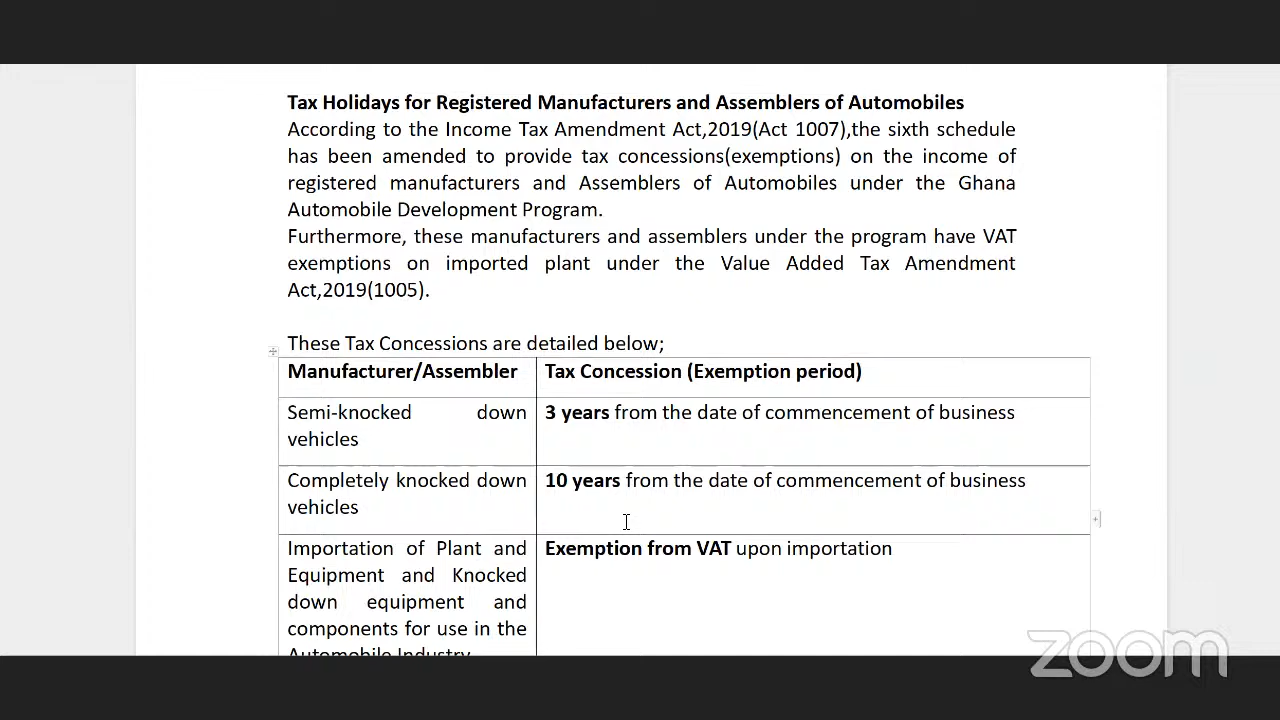 Tax Holidays for Registered Manufacturers and Assemblers of Automobiles
According to the Income Tax Amendment Act,2019(Act 1007),the sixth schedule
has been amended to provide tax concessions(exemptions) on the income of
registered manufacturers and Assemblers of Automobiles under the Ghana
Automobile Development Program.
Furthermore, these manufacturers and assemblers under the program have VAT
exemptions on imported plant under the Value Added Tax Amendment
Act,2019(1005).
These Tax Concessions are detailed below;
Manufacturer/Assembler
Tax Concession (Exemption period)
Semi-knocked down
vehicles
3 years from the date of commencement of business
Completely knocked down
vehicles
10 years from the date of commencement of business
Importation of Plant and
Equipment and Knocked
down equipment and
components for use in the
Automobile Industry
Exemption from VAT upon importation
zoom